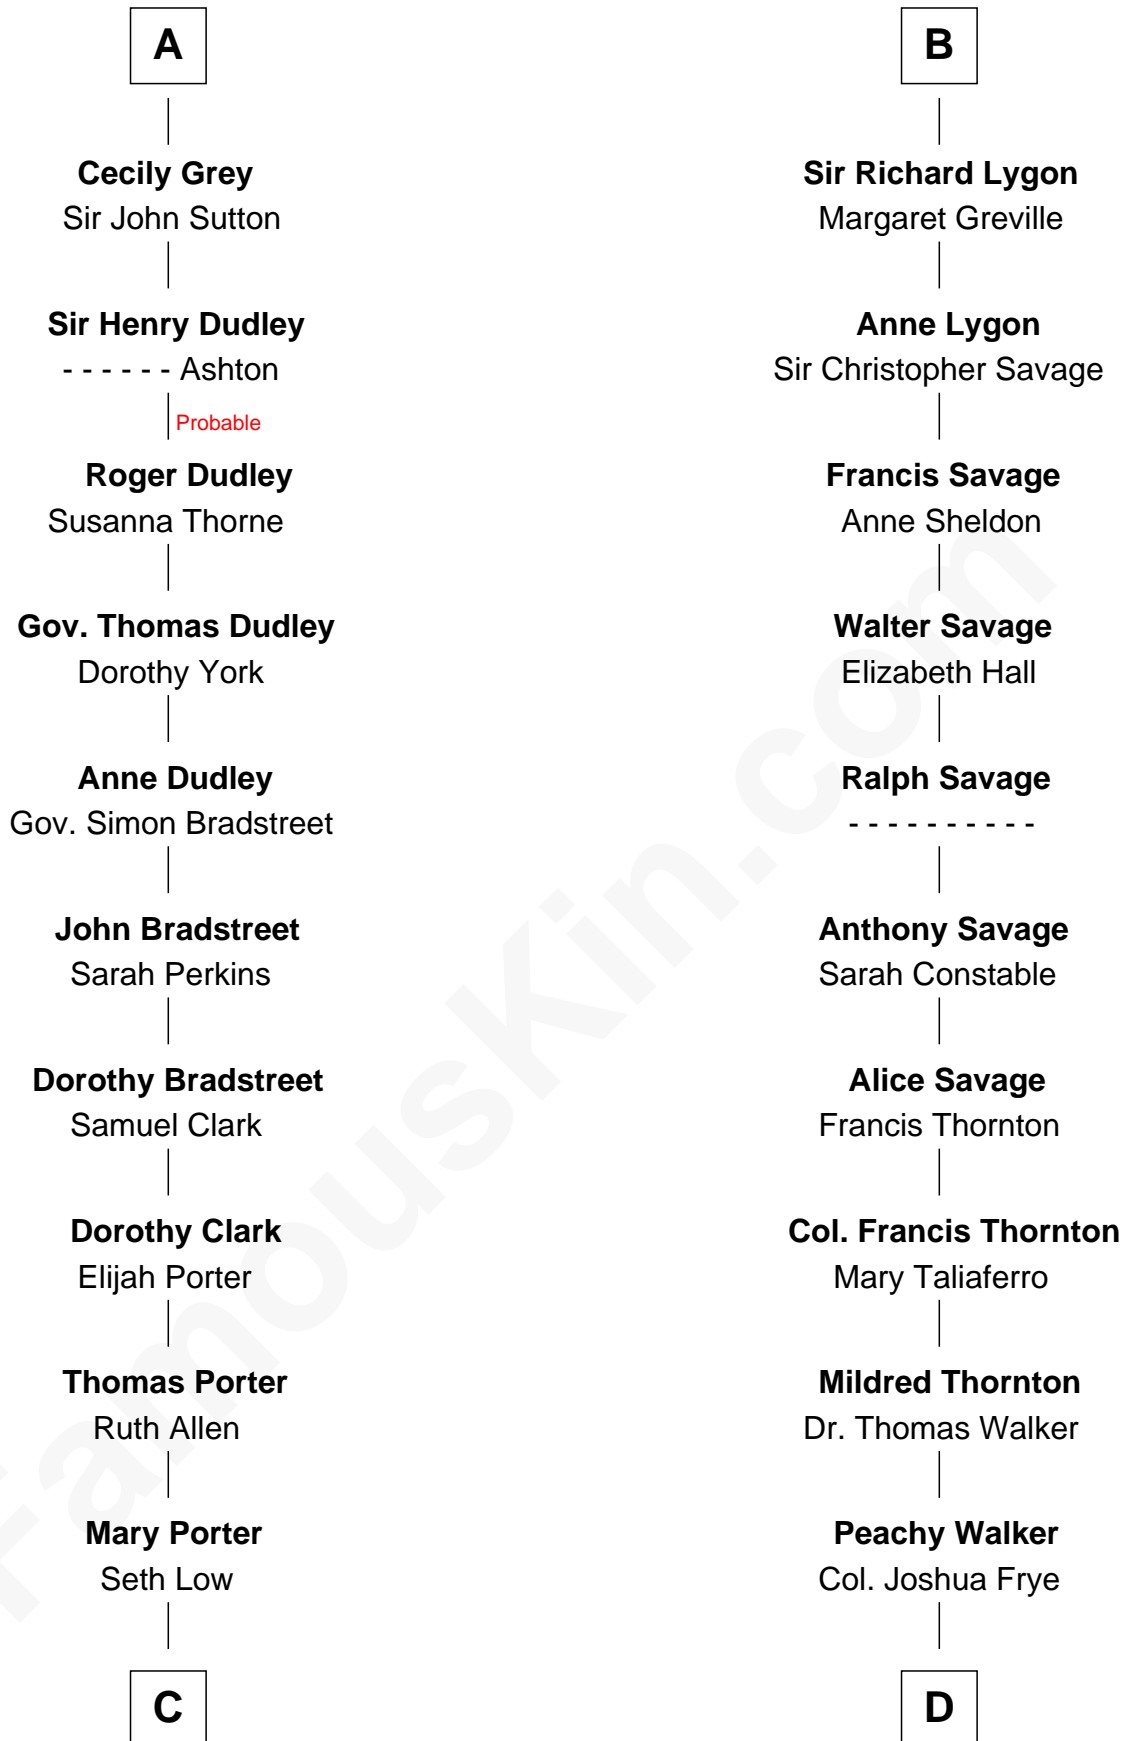 A
Cecily Grey
Sir John Sutton
Sir Henry Dudley
- - - - - - Ashton
Probable
Roger Dudley
Susanna Thorne
Gov. Thomas Dudley
Dorothy York
Anne Dudley
Gov. Simon Bradstreet
John Bradstreet
Sarah Perkins
Dorothy Bradstreet
Samuel Clark
Dorothy Clark
Elijah Porter
Thomas Porter
Ruth Allen
Mary Porter
Seth Low
C
B
Sir Richard Lygon
Margaret Greville
Anne Lygon
Sir Christopher Savage
Francis Savage
Anne Sheldon
Walter Savage
Elizabeth Hall
Ralph Savage
- - - - - - - - - -
Anthony Savage
Sarah Constable
Alice Savage
Francis Thornton
Col. Francis Thornton
Mary Taliaferro
Mildred Thornton
Dr. Thomas Walker
Peachy Walker
Col. Joshua Frye
D
FamousKin.com